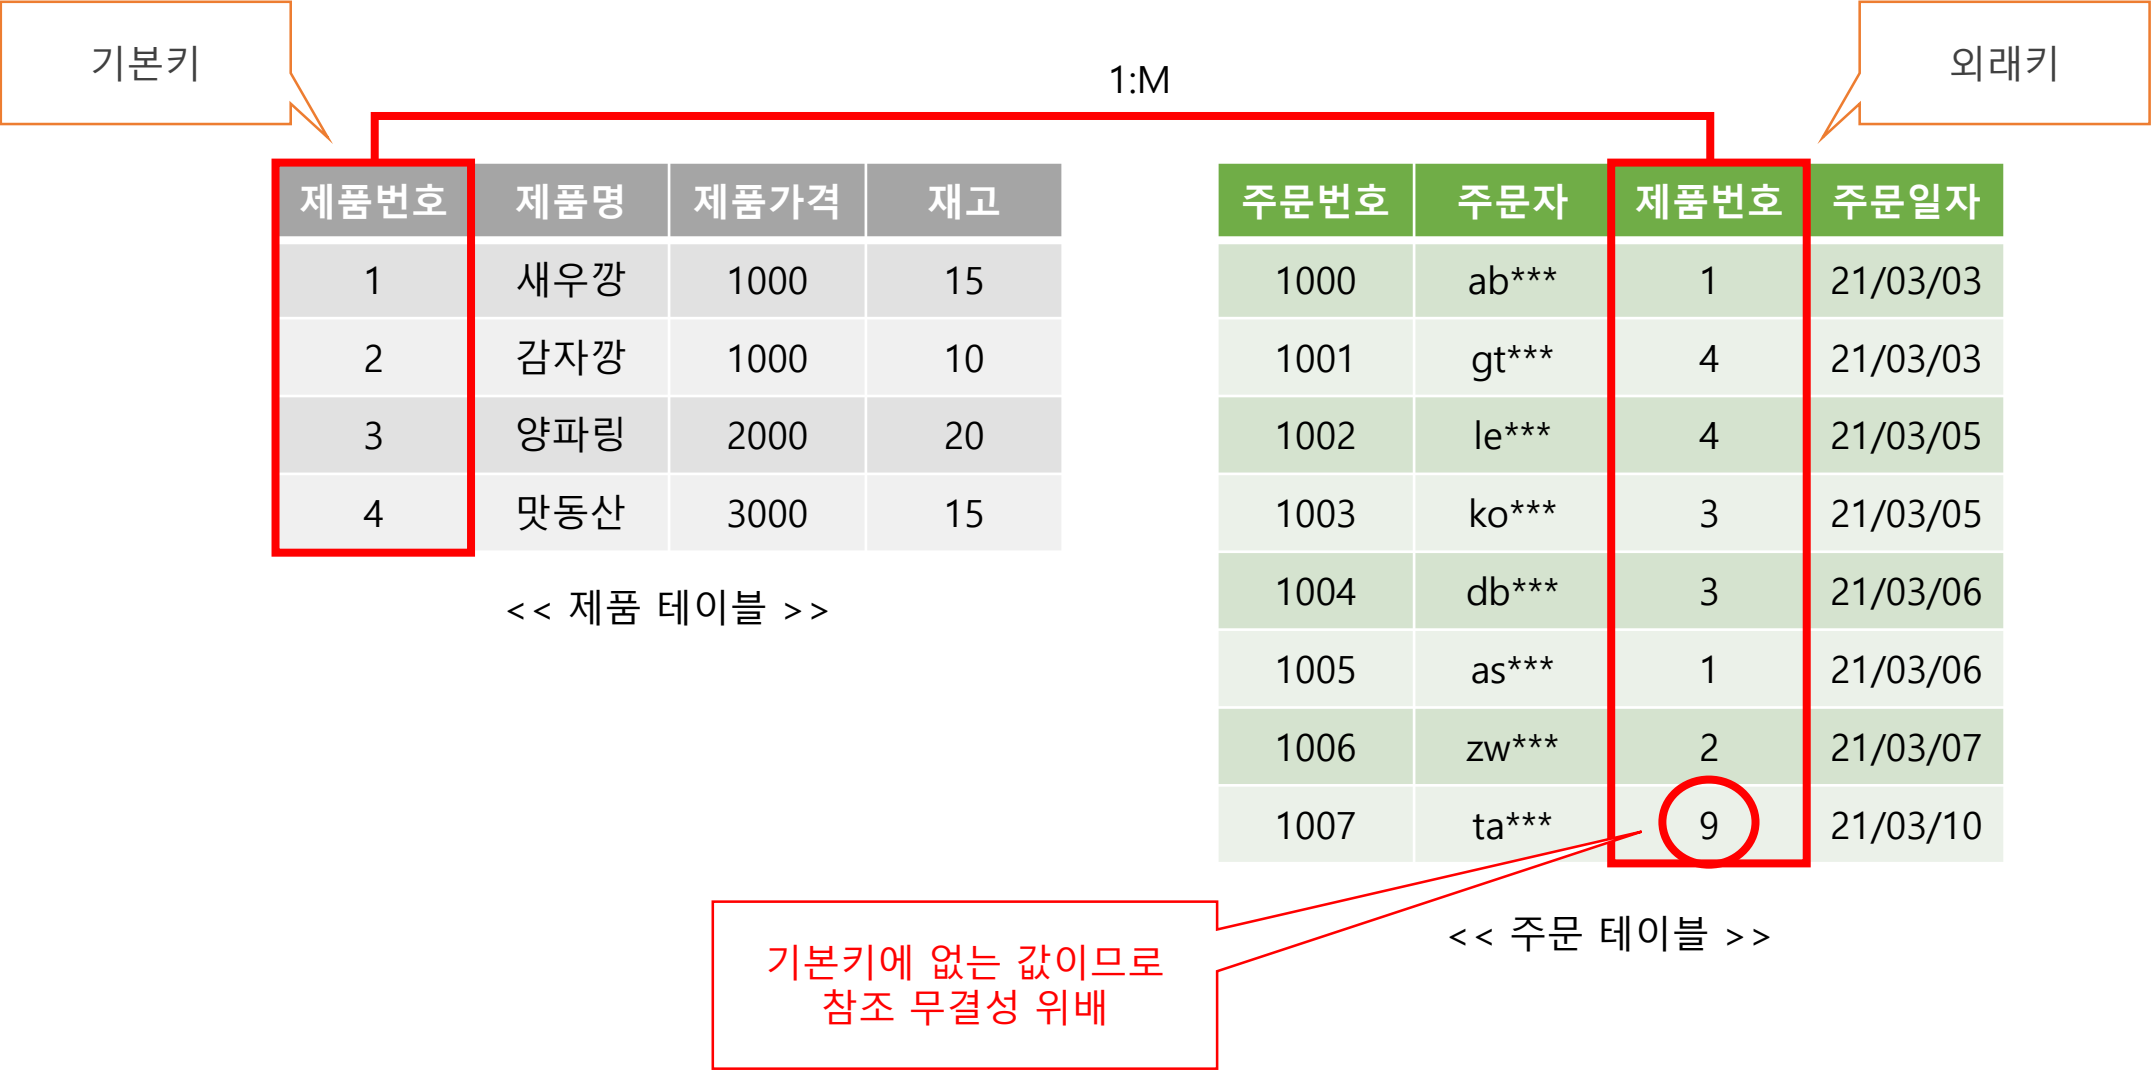 기본키
외래키
1:M
제품번호 제품명 제품가격 재고
1 새우깡 1000 15
2 감자깡 1000 10
3 양파링 2000 20
4 맛동산 3000 15
<< 제품 테이블 >>
주문번호 주문자 제품번호 주문일자
1000 ab*** 1 21/03/03
1001 gt*** 4 21/03/03
1002 le*** 4 21/03/05
1003 ko*** 3 21/03/05
1004 db*** 3 21/03/06
1005 as*** 1 21/03/06
1006 zw*** 2 21/03/07
1007 ta*** 9 21/03/10
<< 주문 테이블 >>
기본키에 없는 값이므로
참조 무결성 위배